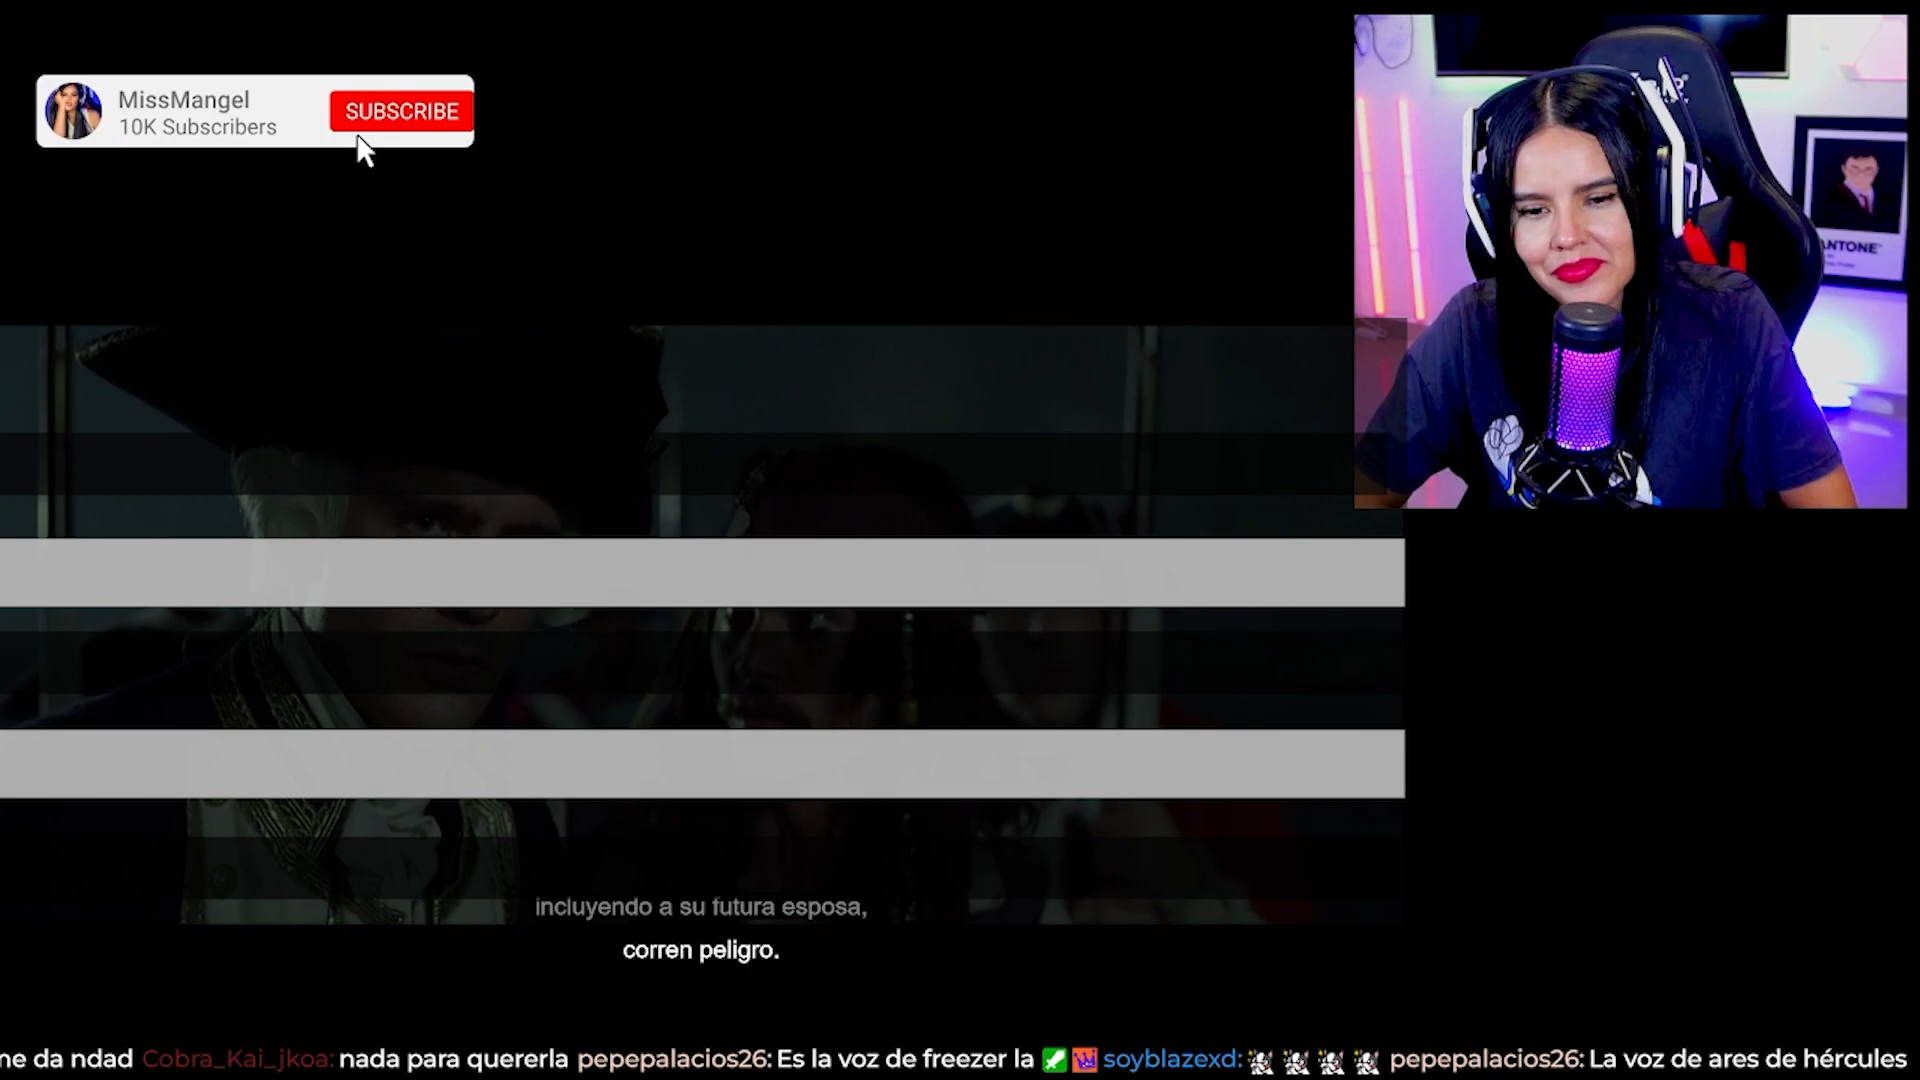 MissMangel
10K Subscribers
SUBSCRIBE
ANTONE
incluyendo a su futura esposa,
corren peligro.
ne da ndad Cobra_Kai_jkoa: nada para quererla pepepalacios26: Es la voz de freezer la soyblazexd: pepepalacios26: La voz de ares de hércules